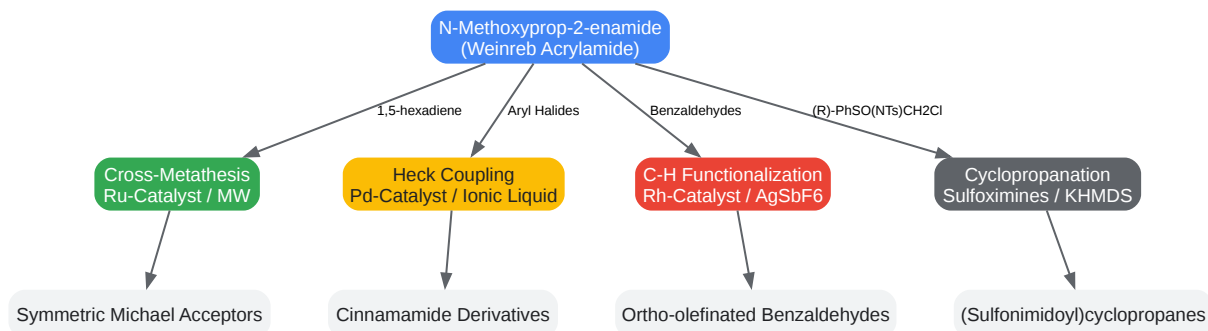 N-Methoxyprop-2-enamide
(Weinreb Acrylamide)
1,5-hexadiene
Aryl Halides
Benzaldehydes
(R)-PhSO(NTs)CH2Cl
Cross-Metathesis
Ru-Catalyst / MW
Heck Coupling
Pd-Catalyst / Ionic Liquid
C-H Functionalization
Rh-Catalyst / AgSbF6
Cyclopropanation
Sulfoximines / KHMDS
Symmetric Michael Acceptors
Cinnamamide Derivatives
Ortho-olefinated Benzaldehydes
(Sulfonimidoyl)cyclopropanes